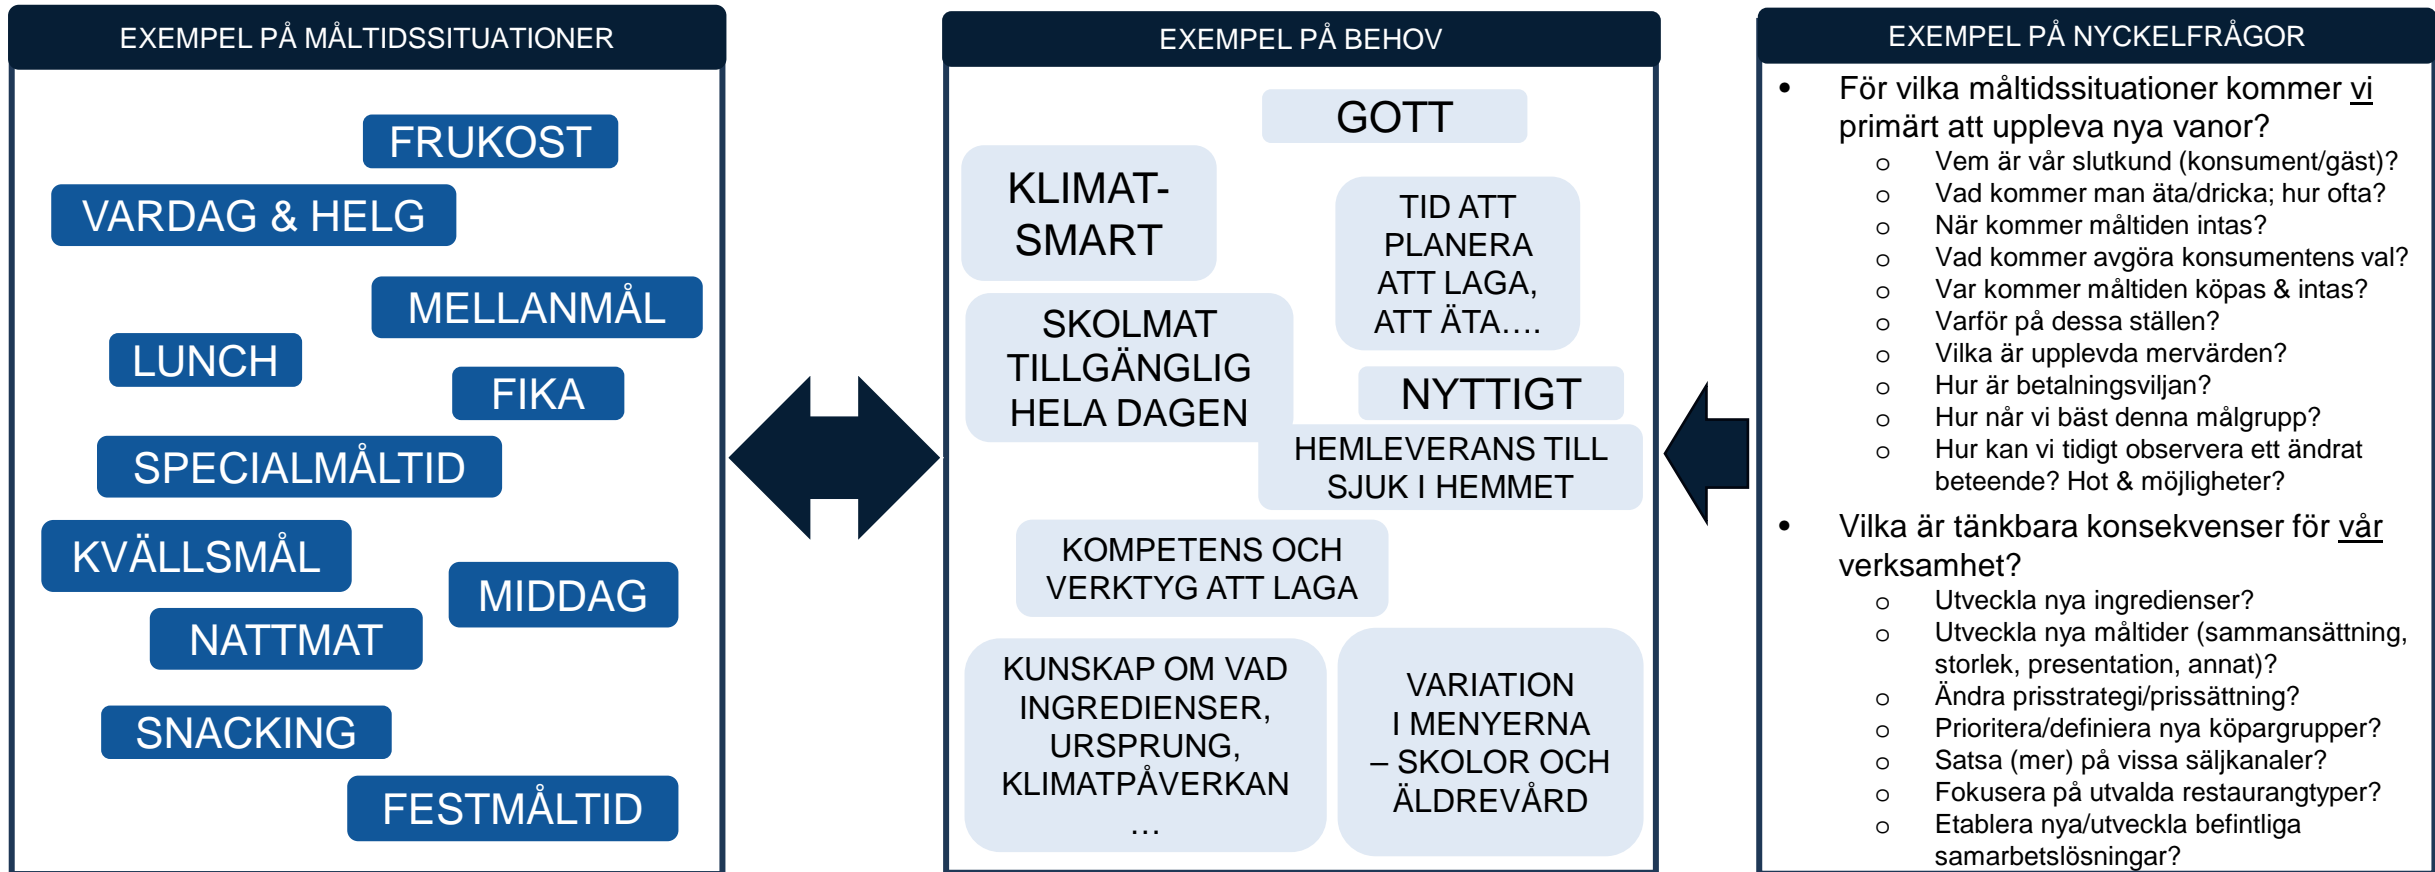 EXEMPEL PÅ MÅLTIDSSITUATIONER
FRUKOST
VARDAG & HELG
MELLANMÅL
LUNCH
FIKA
SPECIALMÅLTID
KVÄLLSMÅL
MIDDAG
NATTMAT
SNACKING
FESTMÅLTID
EXEMPEL PÅ BEHOV
GOTT
KLIMAT-
SMART
TID ATT
PLANERA
ATT LAGA,
ATT ÄTA....
SKOLMAT
TILLGÄNGLIG
HELA DAGEN
NYTTIGT
HEMLEVERANS TILL
SJUK I HEMMET
KOMPETENS OCH
VERKTYG ATT LAGA
KUNSKAP OM VAD
INGREDIENSER,
URSPRUNG,
KLIMATPÅVERKAN
…
VARIATION
I MENYERNA
– SKOLOR OCH
ÄLDREVÅRD
EXEMPEL PÅ NYCKELFRÅGOR
• För vilka måltidssituationer kommer vi
primärt att uppleva nya vanor?
o Vem är vår slutkund (konsument/gäst)?
o Vad kommer man äta/dricka; hur ofta?
o När kommer måltiden intas?
o Vad kommer avgöra konsumentens val?
o Var kommer måltiden köpas & intas?
o Varför på dessa ställen?
o Vilka är upplevda mervärden?
o Hur är betalningsviljan?
o Hur når vi bäst denna målgrupp?
o Hur kan vi tidigt observera ett ändrat
beteende? Hot & möjligheter?
• Vilka är tänkbara konsekvenser för vår
verksamhet?
o Utveckla nya ingredienser?
o Utveckla nya måltider (sammansättning,
storlek, presentation, annat)?
o Ändra prisstrategi/prissättning?
o Prioritera/definiera nya köpargrupper?
o Satsa (mer) på vissa säljkanaler?
o Fokusera på utvalda restaurangtyper?
o Etablera nya/utveckla befintliga
samarbetslösningar?